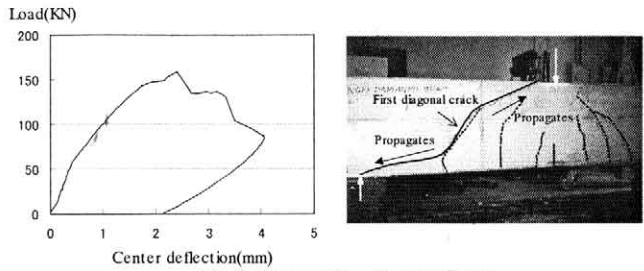 Load(KN)
200
150
100
50
0
0 1 2 3 4 5
Center deflection(mm)
First diagonal crack
Propagates
Propagates